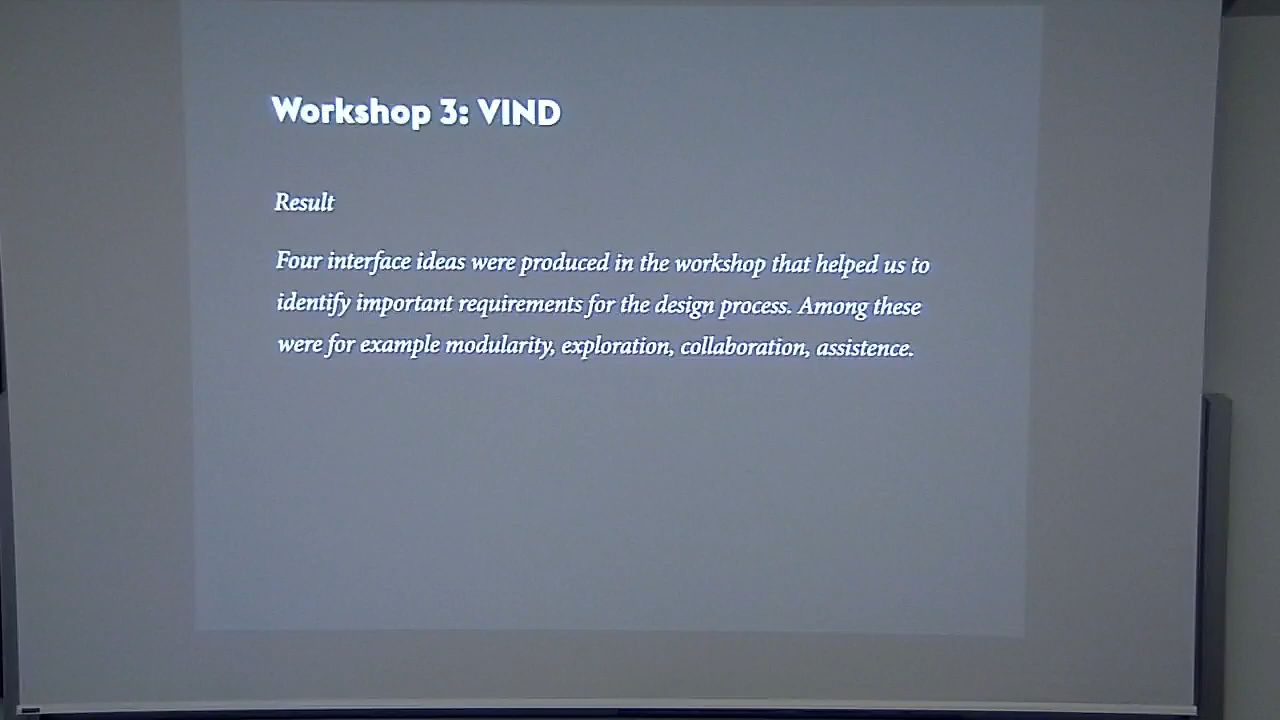 Workshop 3: VIND
Result
Four interface ideas were produced in the workshop that helped us to
identify important requirements for the design process. Among these
were for example modularity, exploration, collaboration, assistence.